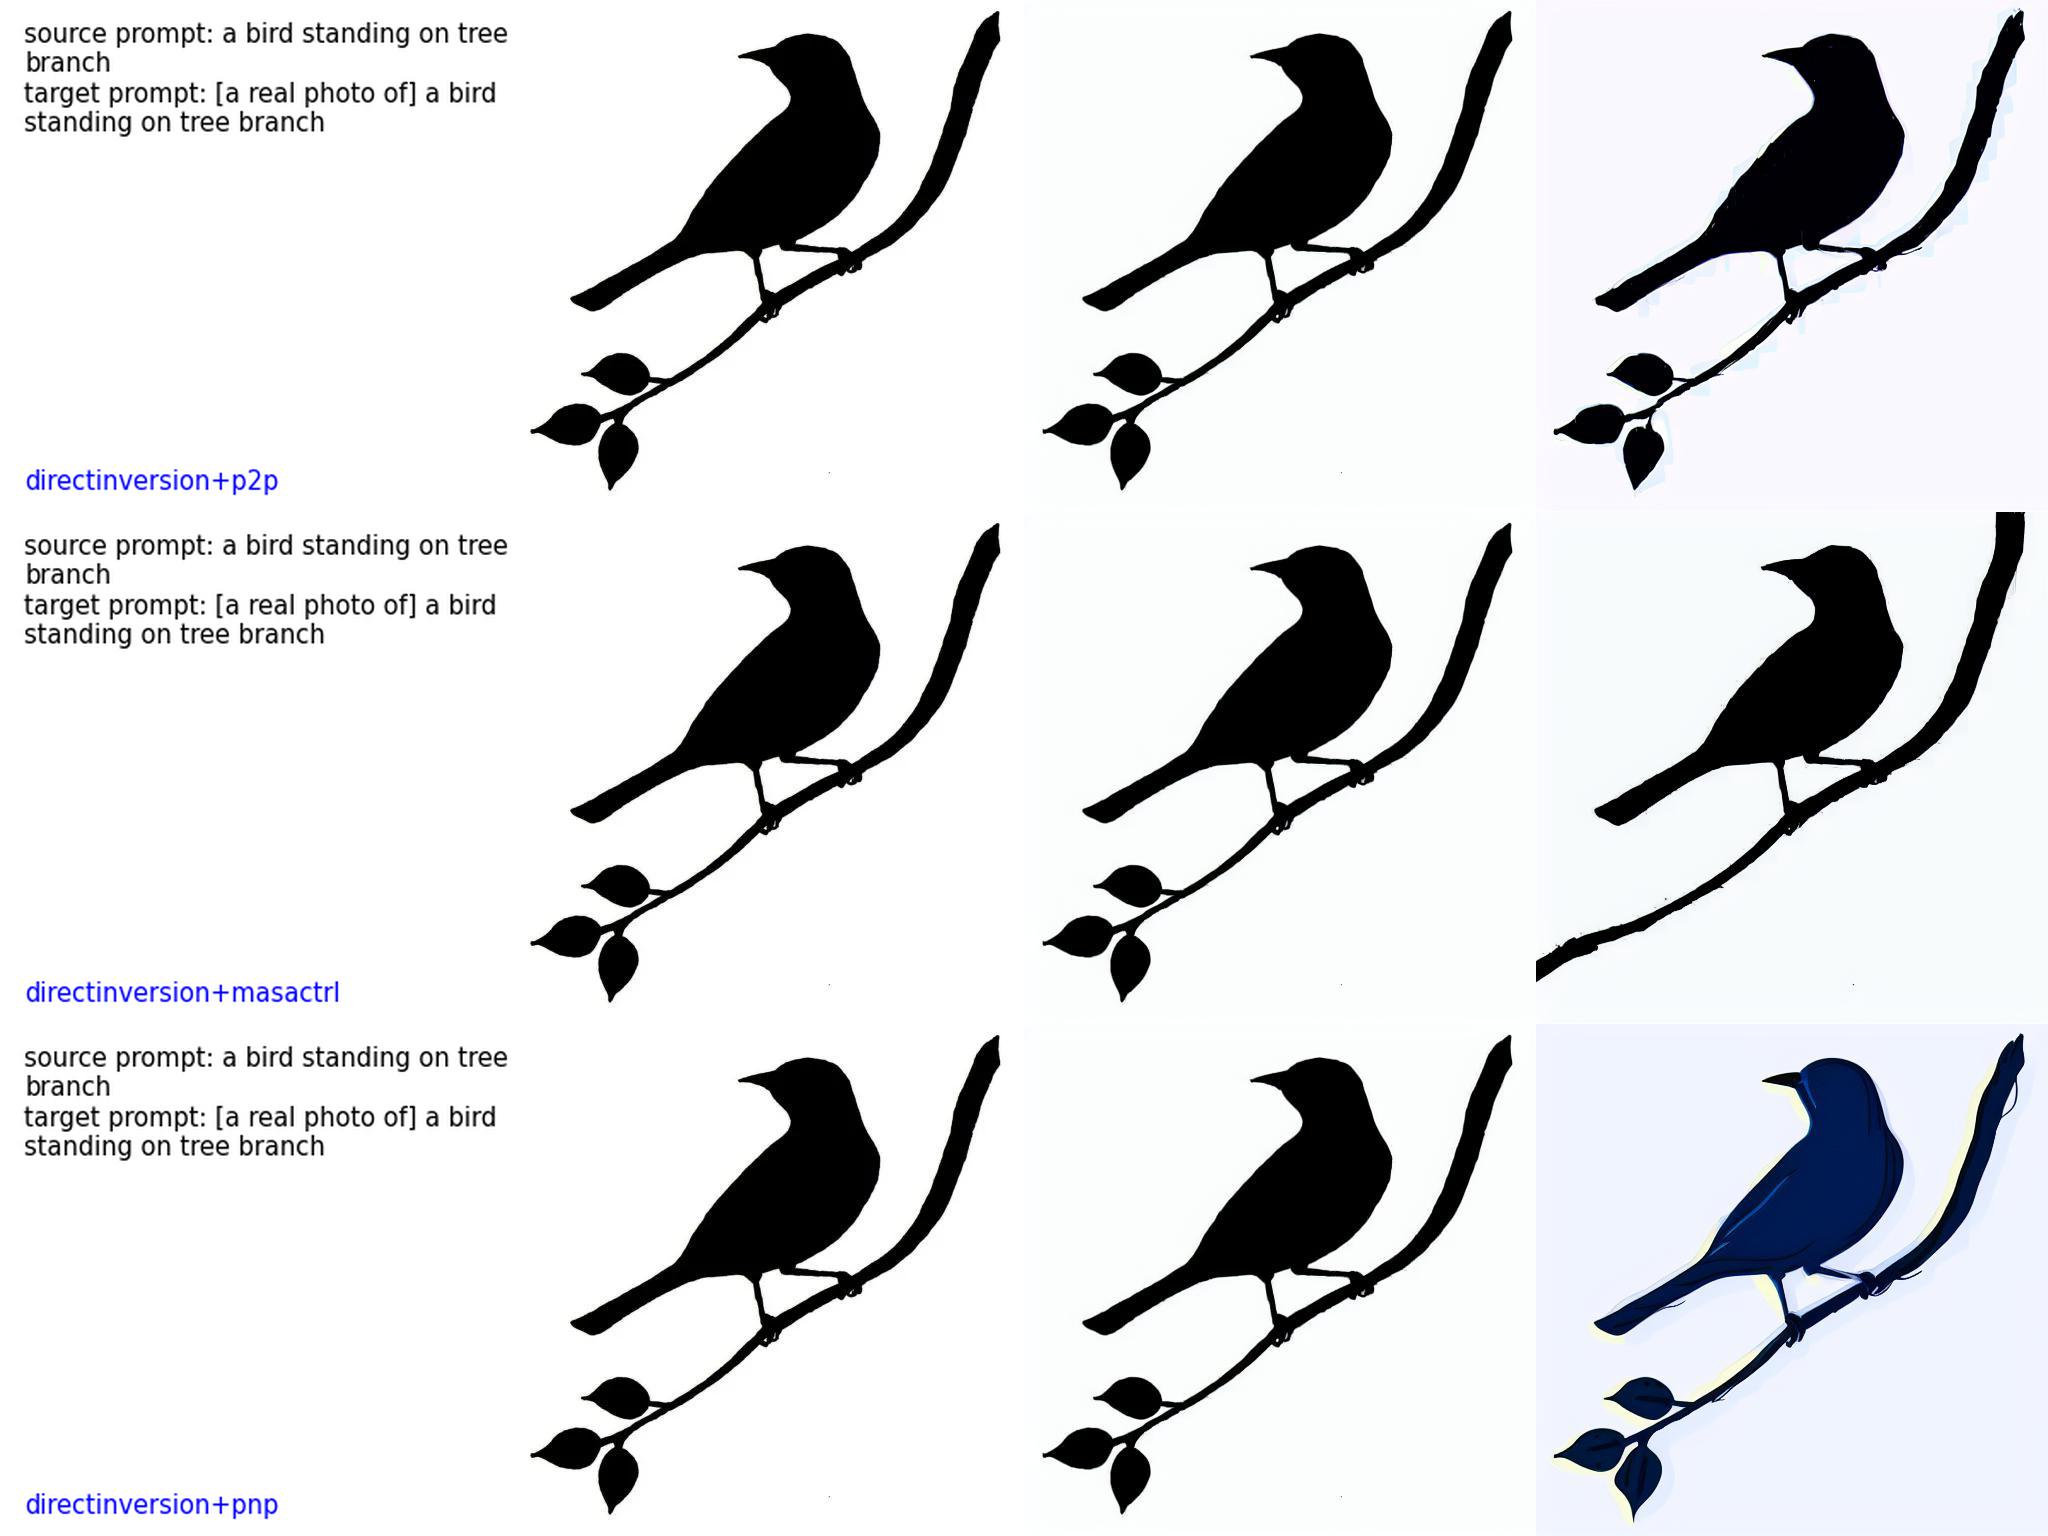 source prompt: a bird standing on tree
branch
target prompt: [a real photo of] a bird
standing on tree branch
directinversion+p2p
source prompt: a bird standing on tree
branch
target prompt: [a real photo of] a bird
standing on tree branch
directinversion+masactrl
source prompt: a bird standing on tree
branch
target prompt: [a real photo of] a bird
standing on tree branch
directinversion+pnp